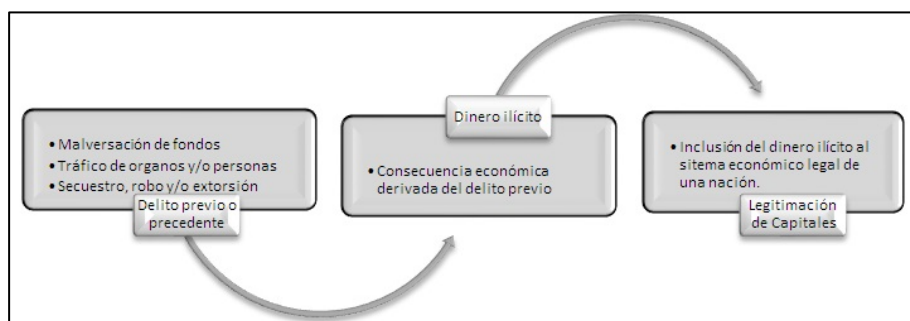 • Malversación de fondos
• Tráfico de organos y/o personas
• Secuestro, robo y/o extorsión
Delito previo o
precedente
Dinero ilícito
• Consecuencia económica
derivada del delito previo
• Inclusión del dinero ilícito al
sitema económico legal de
una nación.
Legitimación
de Capitales